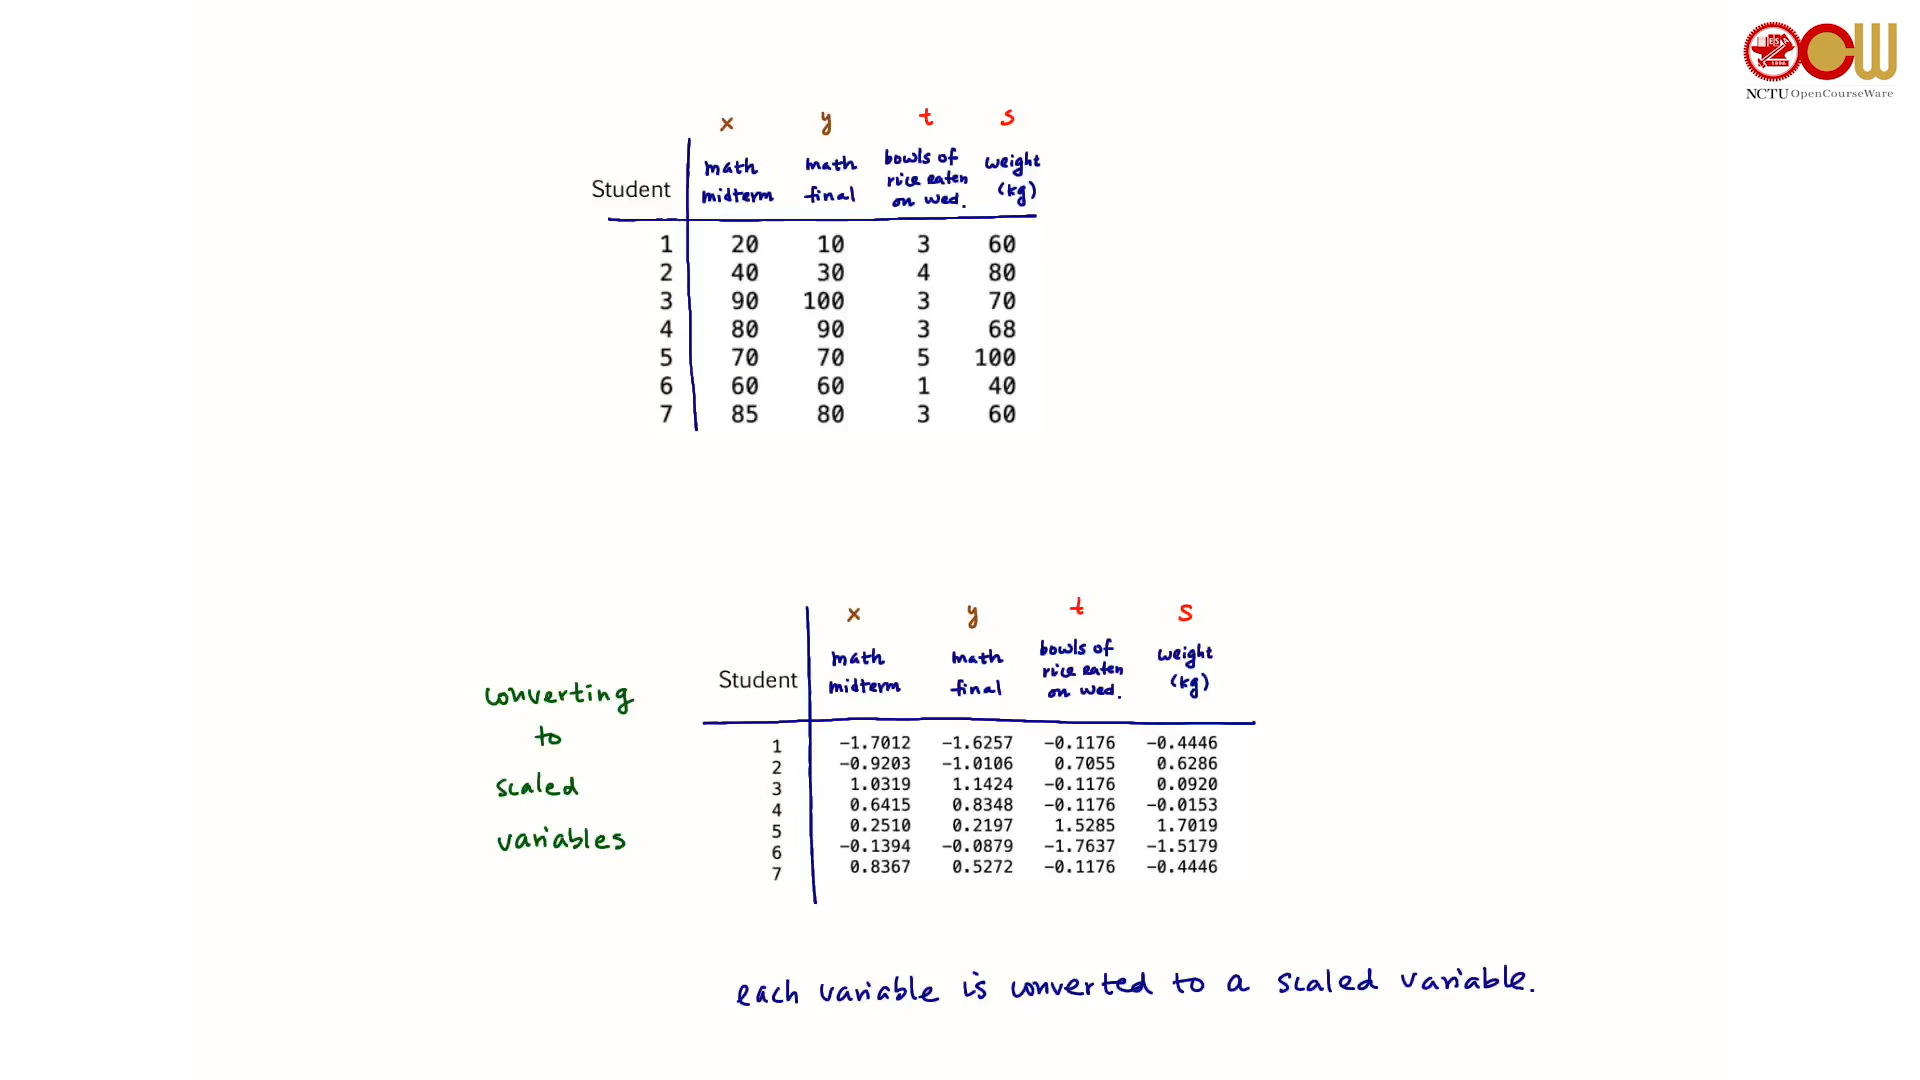 NCTU OpenCourseWare
x y t s
Student math midterm math final bowls of rice eaten on wed. weight (kg)
1 20 10 3 60
2 40 30 4 80
3 90 100 3 70
4 80 90 3 68
5 70 70 5 100
6 60 60 1 40
7 85 80 3 60
x y t s
Student math midterm math final bowls of rice eaten on wed. weight (kg)
1 -1.7012 -1.6257 -0.1176 -0.4446
2 -0.9203 -1.0106 0.7055 0.6286
3 1.0319 1.1424 -0.1176 0.0920
4 0.6415 0.8348 -0.1176 -0.0153
5 0.2510 0.2197 1.5285 1.7019
6 -0.1394 -0.0879 -1.7637 -1.5179
7 0.8367 0.5272 -0.1176 -0.4446
converting
to
scaled
variables
each variable is converted to a scaled variable.